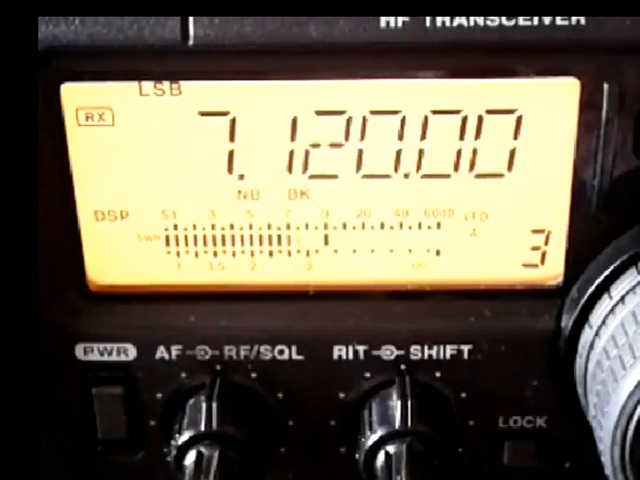 HF TRANSCEIVER
LSB
RX
7.120.00
NB BK
DSP S1 3 5 7 9 20 40 60dB VFO
SWR A
1 1.5 2 3 ∞
3
PWR AF RF/SQL RIT SHIFT
LOCK